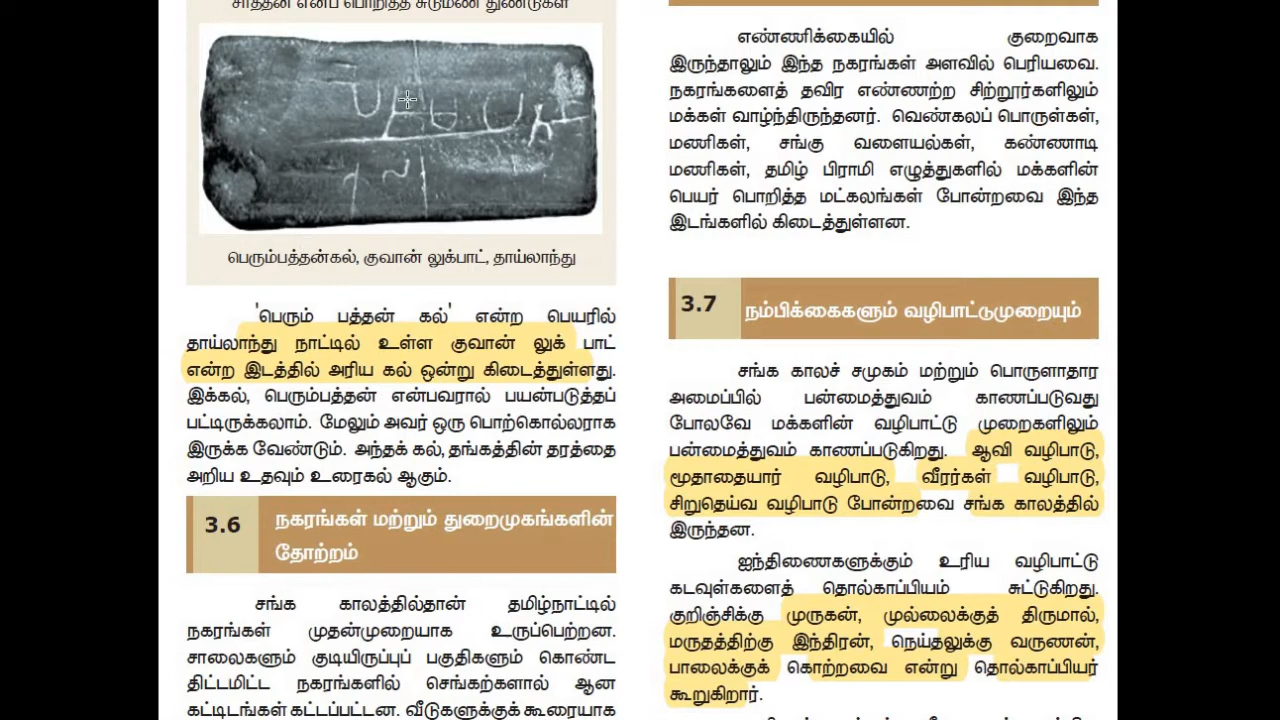 சாத்தன் எனப் பொறித்த சுடுமண் துண்டுகள்
பெரும்பத்தன்கல், குவான் லுக்பாட், தாய்லாந்து
'பெரும் பத்தன் கல்' என்ற பெயரில்
தாய்லாந்து நாட்டில் உள்ள குவான் லுக் பாட்
என்ற இடத்தில் அரிய கல் ஒன்று கிடைத்துள்ளது.
இக்கல், பெரும்பத்தன் என்பவரால் பயன்படுத்தப்
பட்டிருக்கலாம். மேலும் அவர் ஒரு பொற்கொல்லராக
இருக்க வேண்டும். அந்தக் கல், தங்கத்தின் தரத்தை
அறிய உதவும் உரைகல் ஆகும்.
3.6 நகரங்கள் மற்றும் துறைமுகங்களின்
தோற்றம்
சங்க காலத்தில்தான் தமிழ்நாட்டில்
நகரங்கள் முதன்முறையாக உருப்பெற்றன.
சாலைகளும் குடியிருப்புப் பகுதிகளும் கொண்ட
திட்டமிட்ட நகரங்களில் செங்கற்களால் ஆன
கட்டிடங்கள் கட்டப்பட்டன. வீடுகளுக்குக் கூரையாக
எண்ணிக்கையில் குறைவாக
இருந்தாலும் இந்த நகரங்கள் அளவில் பெரியவை.
நகரங்களைத் தவிர எண்ணற்ற சிற்றூர்களிலும்
மக்கள் வாழ்ந்திருந்தனர். வெண்கலப் பொருள்கள்,
மணிகள், சங்கு வளையல்கள், கண்ணாடி
மணிகள், தமிழ் பிராமி எழுத்துகளில் மக்களின்
பெயர் பொறித்த மட்கலங்கள் போன்றவை இந்த
இடங்களில் கிடைத்துள்ளன.
3.7 நம்பிக்கைகளும் வழிபாட்டுமுறையும்
சங்க காலச் சமுகம் மற்றும் பொருளாதார
அமைப்பில் பன்மைத்துவம் காணப்படுவது
போலவே மக்களின் வழிபாட்டு முறைகளிலும்
பன்மைத்துவம் காணப்படுகிறது. ஆவி வழிபாடு,
மூதாதையார் வழிபாடு, வீரர்கள் வழிபாடு,
சிறுதெய்வ வழிபாடு போன்றவை சங்க காலத்தில்
இருந்தன.
ஐந்திணைகளுக்கும் உரிய வழிபாட்டு
கடவுள்களைத் தொல்காப்பியம் சுட்டுகிறது.
குறிஞ்சிக்கு முருகன், முல்லைக்குத் திருமால்,
மருதத்திற்கு இந்திரன், நெய்தலுக்கு வருணன்,
பாலைக்குக் கொற்றவை என்று தொல்காப்பியர்
கூறுகிறார்.